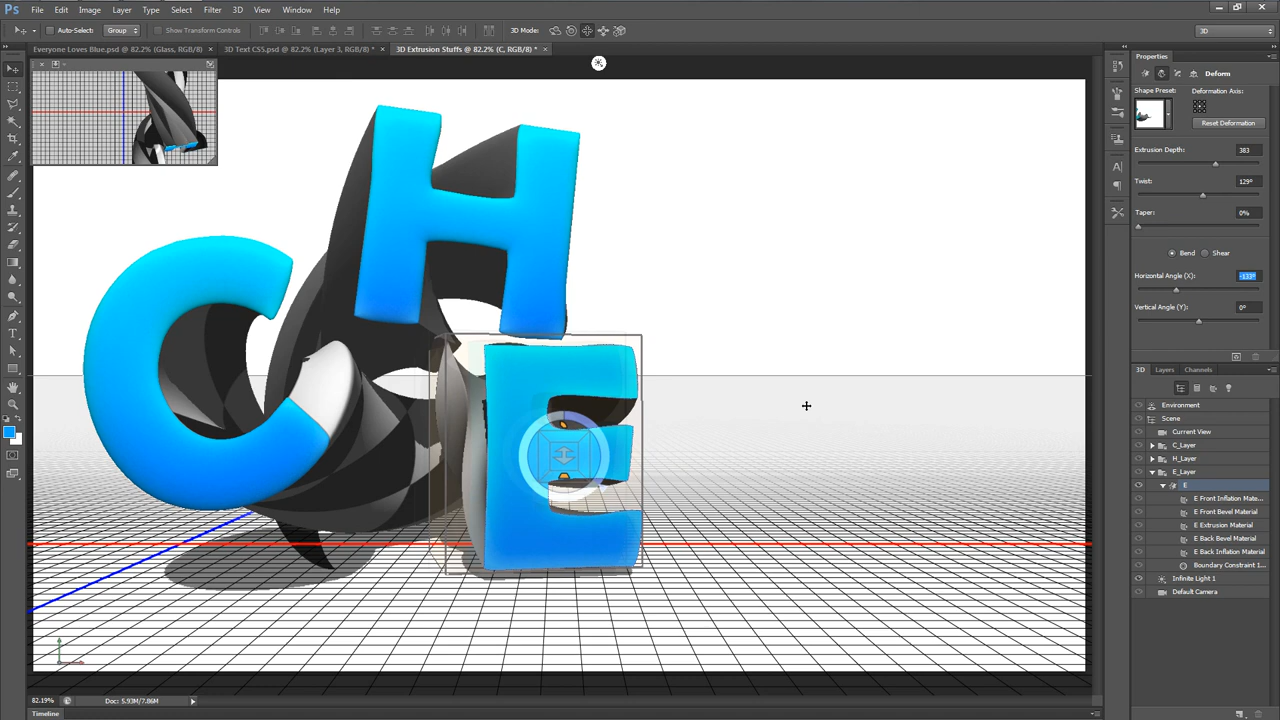 Ps File Edit Image Layer Type Select Filter 3D View Window Help
Auto-Select: Group Show Transform Controls 3D Mode: 3D
Everyone Loves Blue.psd @ 82.2% (Glass, RGB/8) × 3D Text CS5.psd @ 82.2% (Layer 3, RGB/8) * × 3D Extrusion Stuffs @ 82.2% (C, RGB/8) * ×
Properties
Deform
Shape Preset: Deformation Axis:
Reset Deformation
Extrusion Depth: 383
Twist: 129°
Taper: 0%
Bend Shear
Horizontal Angle (X): -133°
Vertical Angle (Y): 0°
3D Layers Channels
Environment
Scene
Current View
C_Layer
H_Layer
E_Layer
E
E Front Inflation Mate...
E Front Bevel Material
E Extrusion Material
E Back Bevel Material
E Back Inflation Material
Boundary Constraint 1...
Infinite Light 1
Default Camera
H
C
E
82.19% Doc: 5.93M/7.86M
Timeline